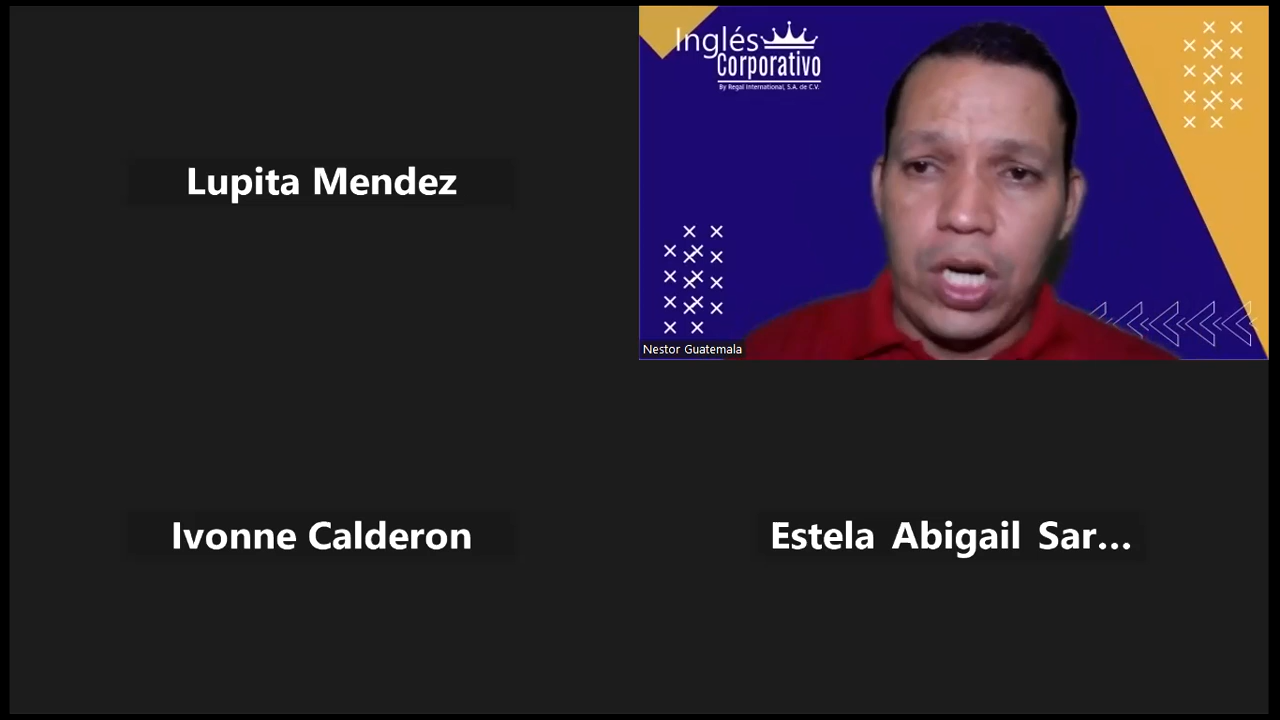 Lupita Mendez
Inglés
Corporativo
By Regal International, S.A. de C.V.
Nestor Guatemala
Ivonne Calderon
Estela Abigail Sar...